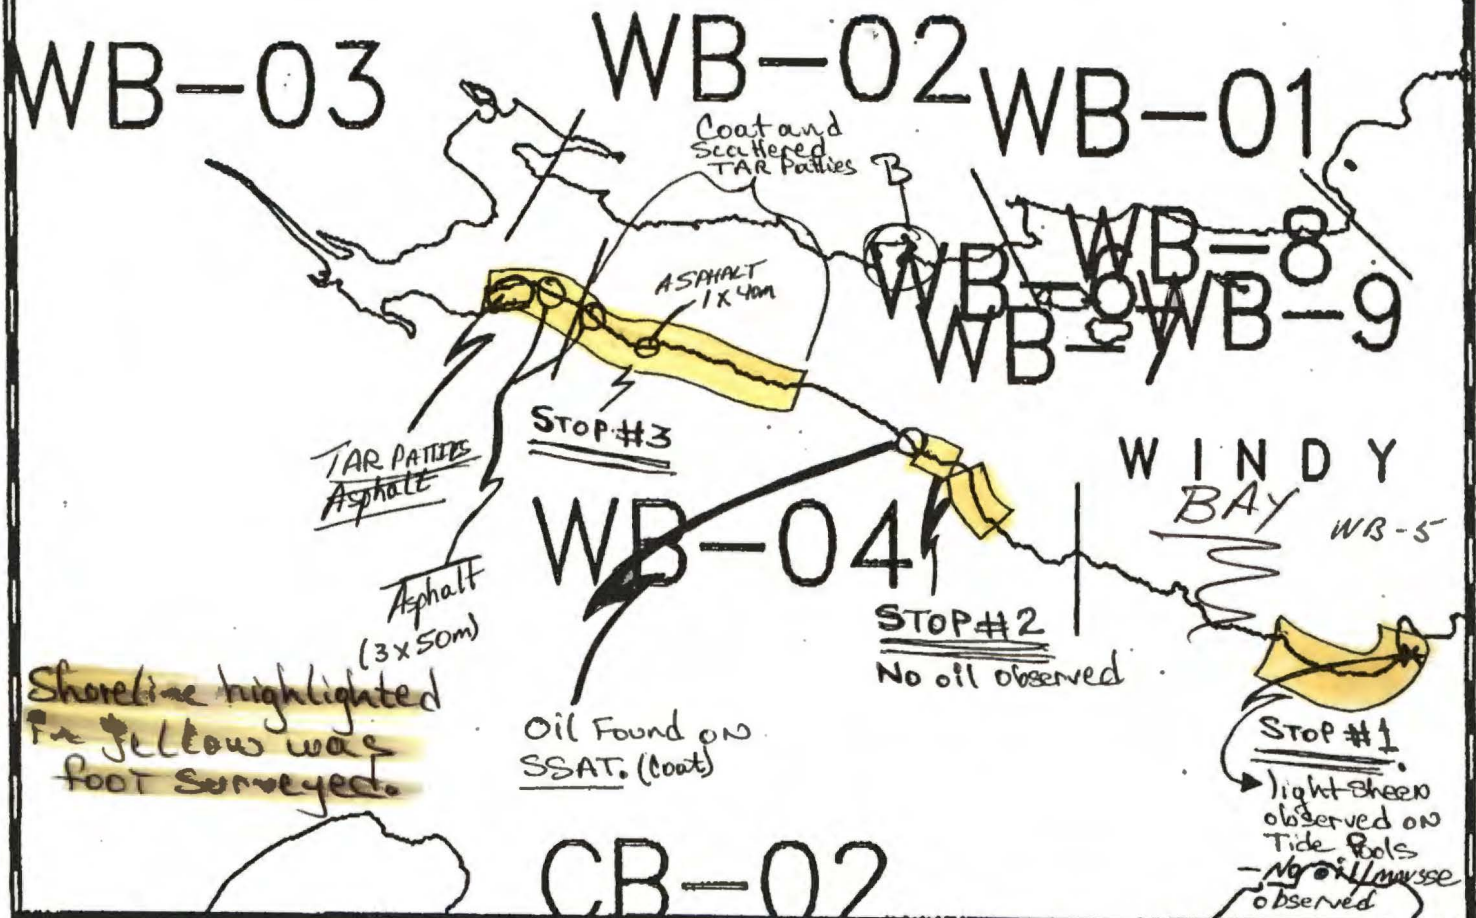 WB-03
WB-02
WB-01
Coat and
Scattered
TAR Patties
B
WB-8
WB-9
ASPHALT
1 x 40m
STOP #3
TAR PATTIES
Asphalt
WINDY
BAY
WB-5
WB-04
Asphalt
(3 x 50m)
STOP #2
No oil observed
Shoreline highlighted
in yellow was
foot surveyed.
Oil Found on
SSAT. (Coat)
STOP #1.
light sheen
observed on
Tide Pools
- No oil/mousse
observed
CB-02